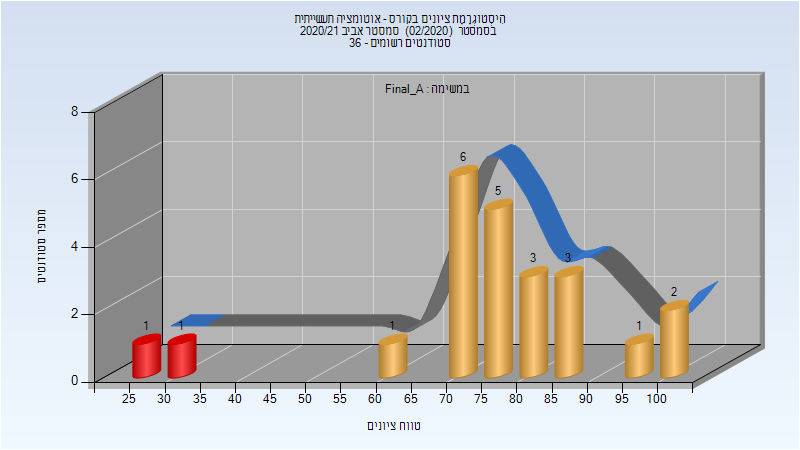 היסטוגרמת ציונים בקורס - אוטומציה תעשייתית
בסמסטר (02/2020) סמסטר אביב 2020/21
סטודנטים רשומים - 36
במשימה : Final_A
מספר סטודנטים
8
6
4
2
0
1
1
1
6
5
3
3
1
2
25 30 35 40 45 50 55 60 65 70 75 80 85 90 95 100
טווח ציונים